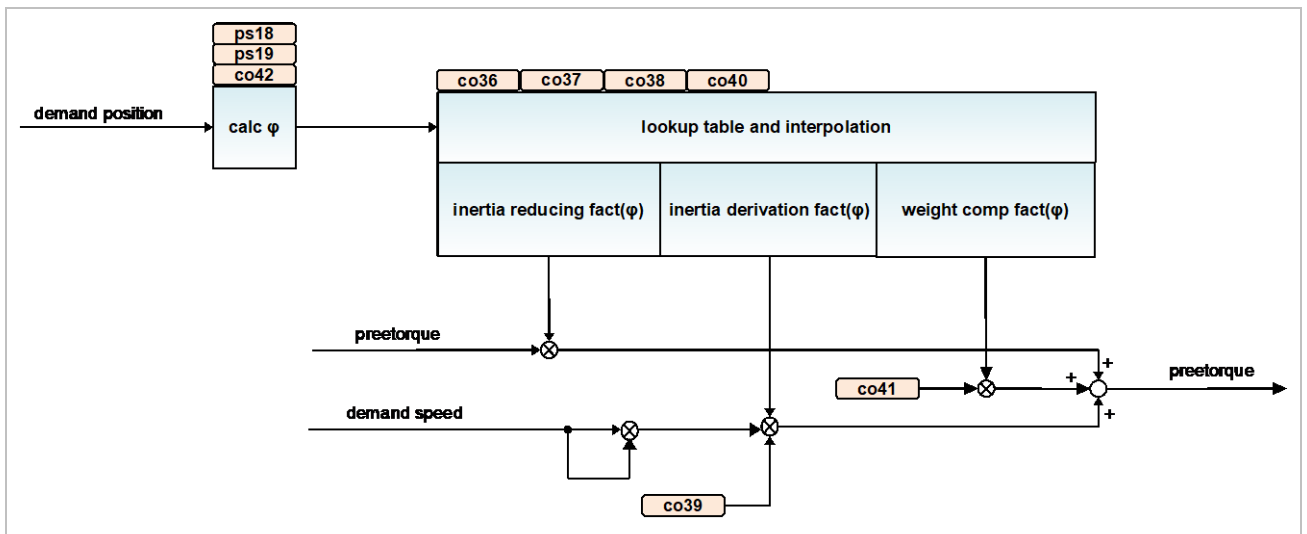 ps18
ps19
co42
demand position
calc φ
co36 co37 co38 co40
lookup table and interpolation
inertia reducing fact(φ) inertia derivation fact(φ) weight comp fact(φ)
preetorque
+
co41
+
preetorque
demand speed
+
co39